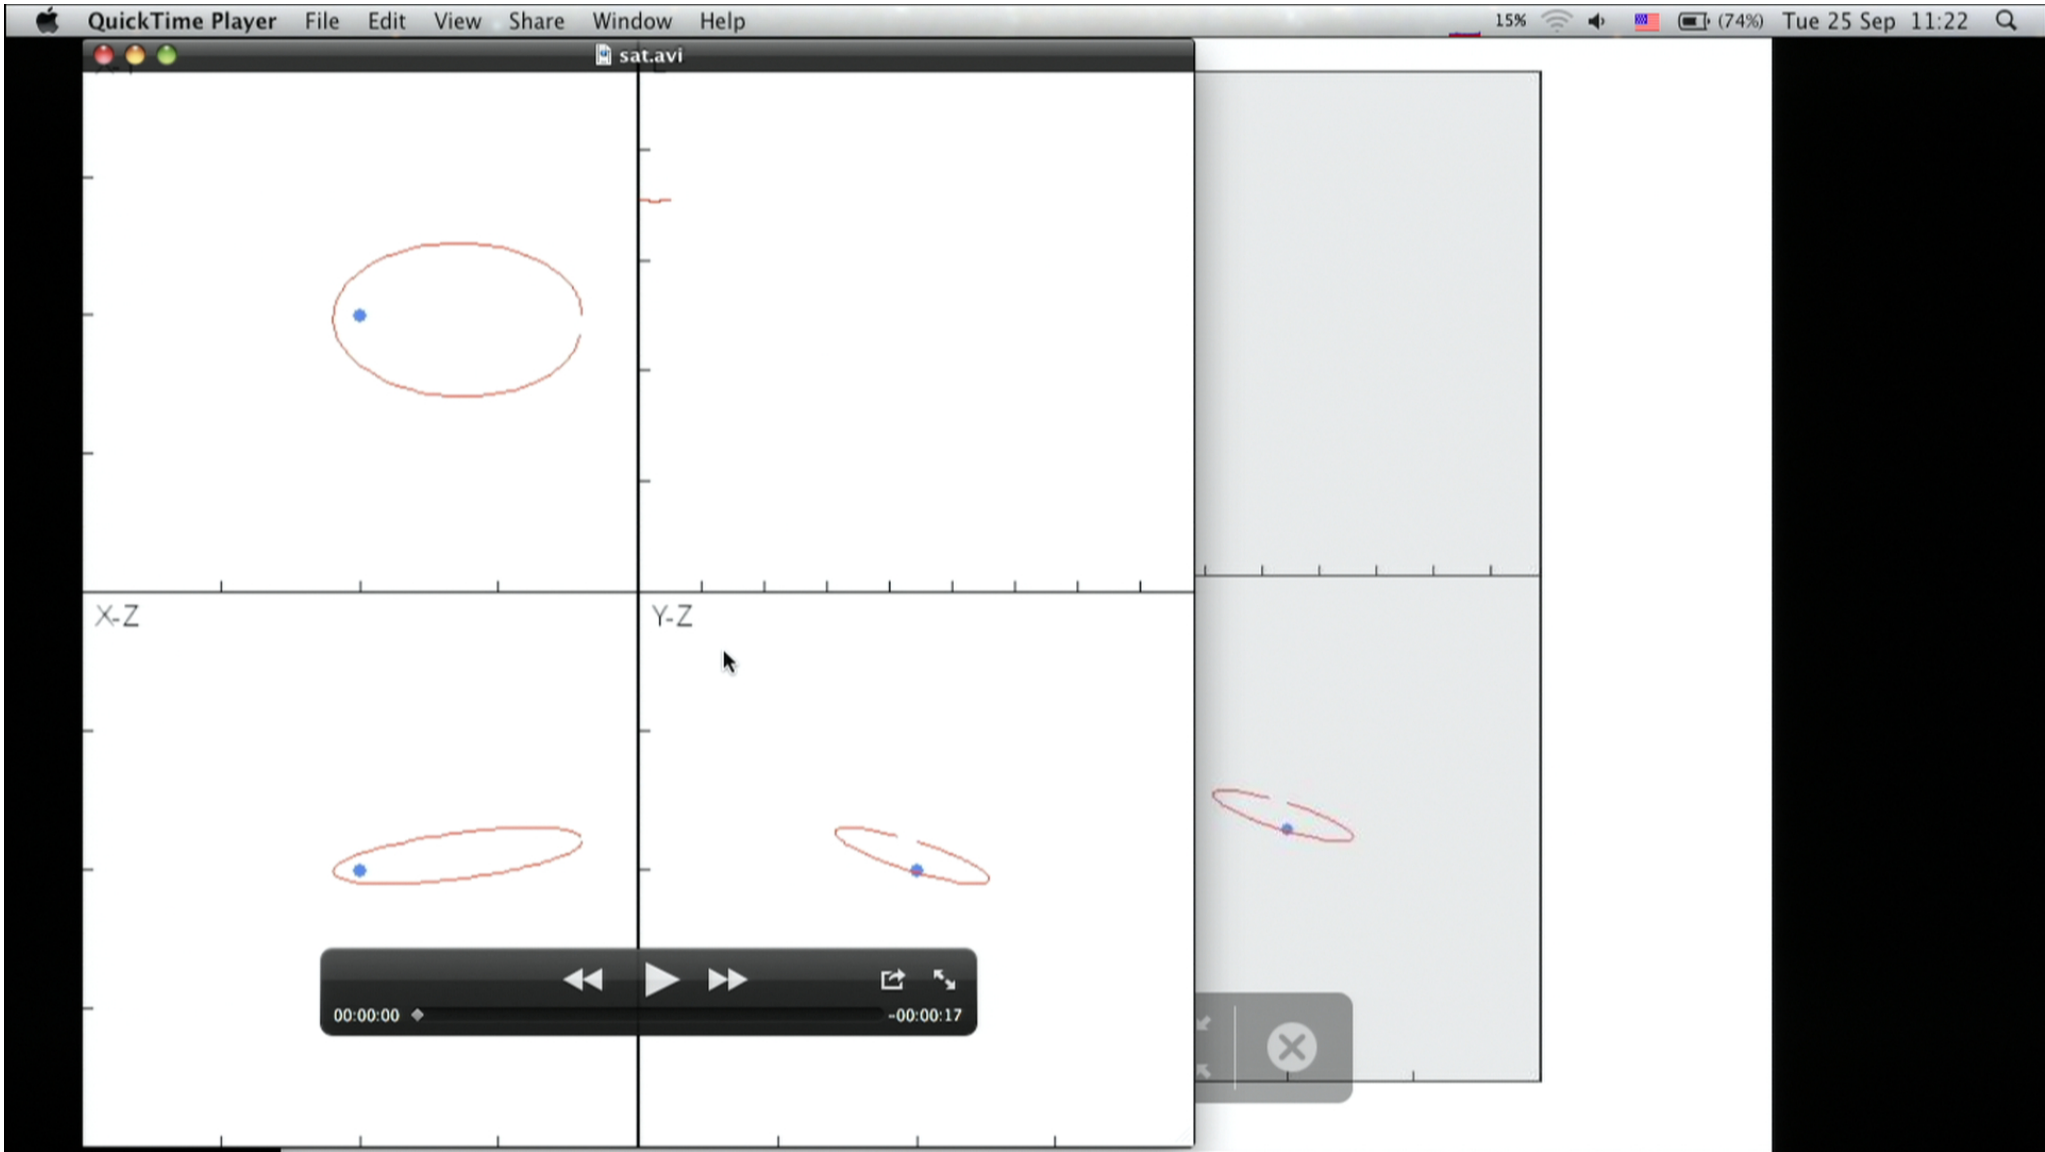 QuickTime Player File Edit View Share Window Help 15% (74%) Tue 25 Sep 11:22
sat.avi
X-Z
Y-Z
00:00:00 -00:00:17